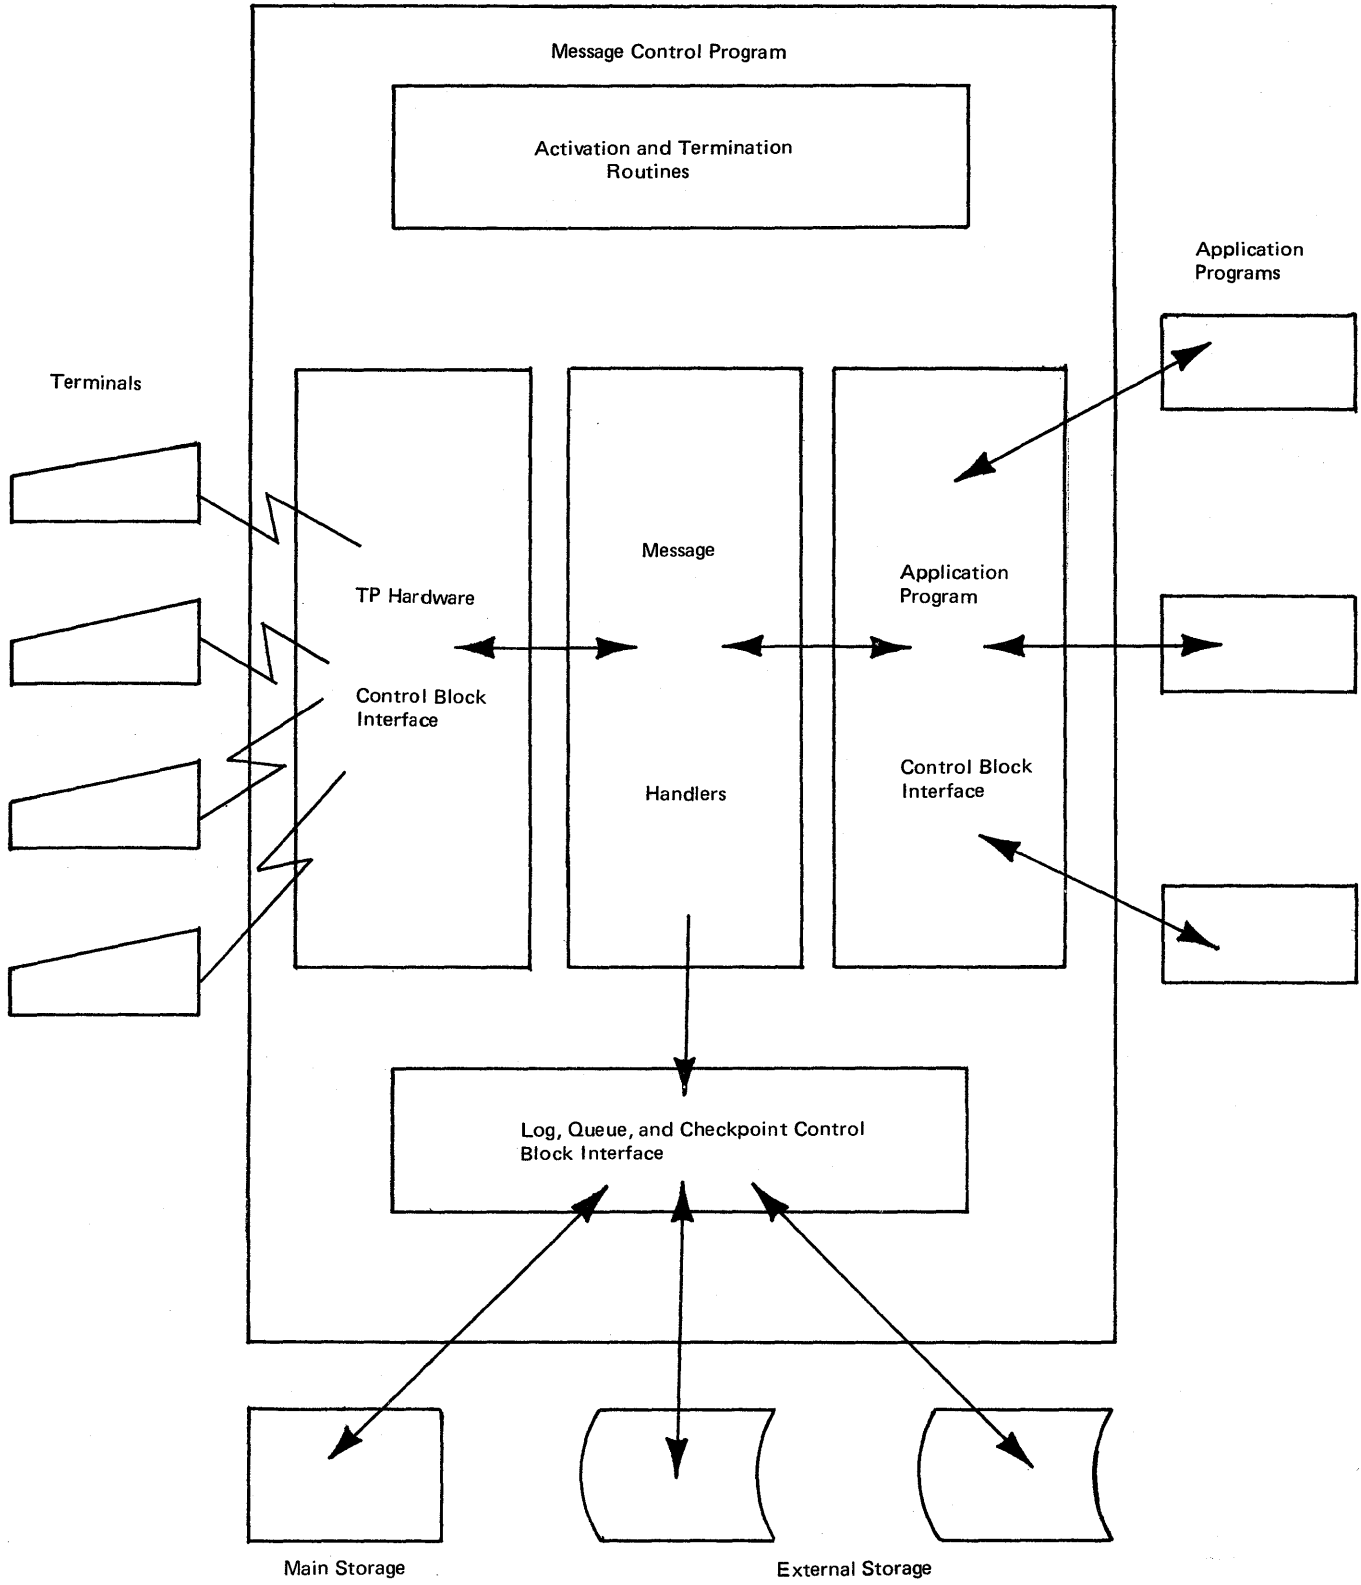 Message Control Program
Activation and Termination
Routines
Application
Programs
Terminals
TP Hardware
Control Block
Interface
Message
Handlers
Application
Program
Control Block
Interface
Log, Queue, and Checkpoint Control
Block Interface
Main Storage
External Storage